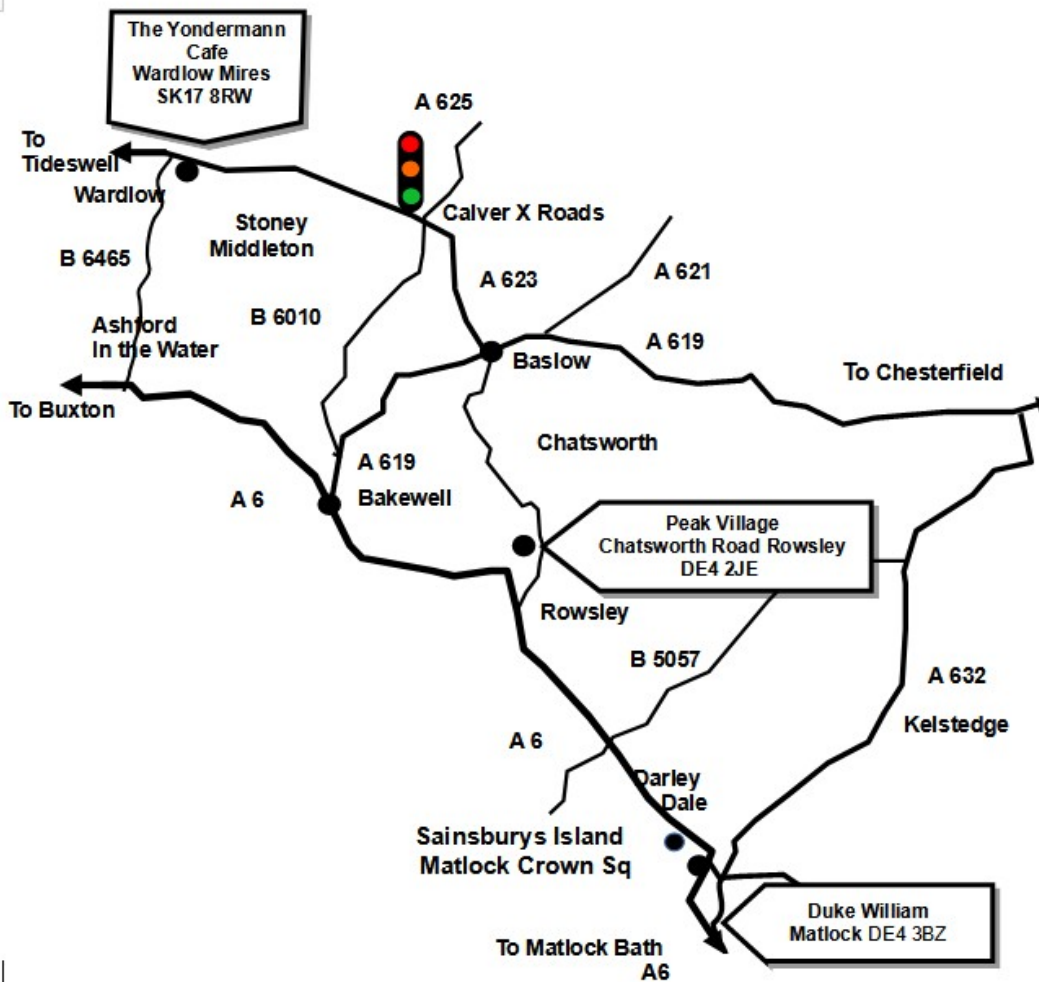 The Yondermann
Cafe
Wardlow Mires
SK17 8RW
A 625
To
Tideswell
Wardlow
Calver X Roads
Stoney
Middleton
B 6465
A 623
A 621
B 6010
Ashford
In the Water
A 619
Baslow
To Chesterfield
To Buxton
Chatsworth
A 619
Bakewell
A 6
Peak Village
Chatsworth Road Rowsley
DE4 2JE
Rowsley
B 5057
A 632
Kelstedge
A 6
Darley
Dale
Sainsburys Island
Matlock Crown Sq
Duke William
Matlock DE4 3BZ
To Matlock Bath
A6